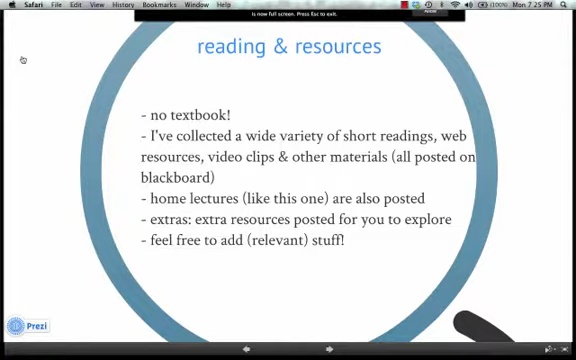 Safari File Edit View History Bookmarks Window Help (100%) Mon 7:25 PM
is now full screen. Press Esc to exit.
Allow
reading & resources
- no textbook!
- I've collected a wide variety of short readings, web
resources, video clips & other materials (all posted on
blackboard)
- home lectures (like this one) are also posted
- extras: extra resources posted for you to explore
- feel free to add (relevant) stuff!
Prezi